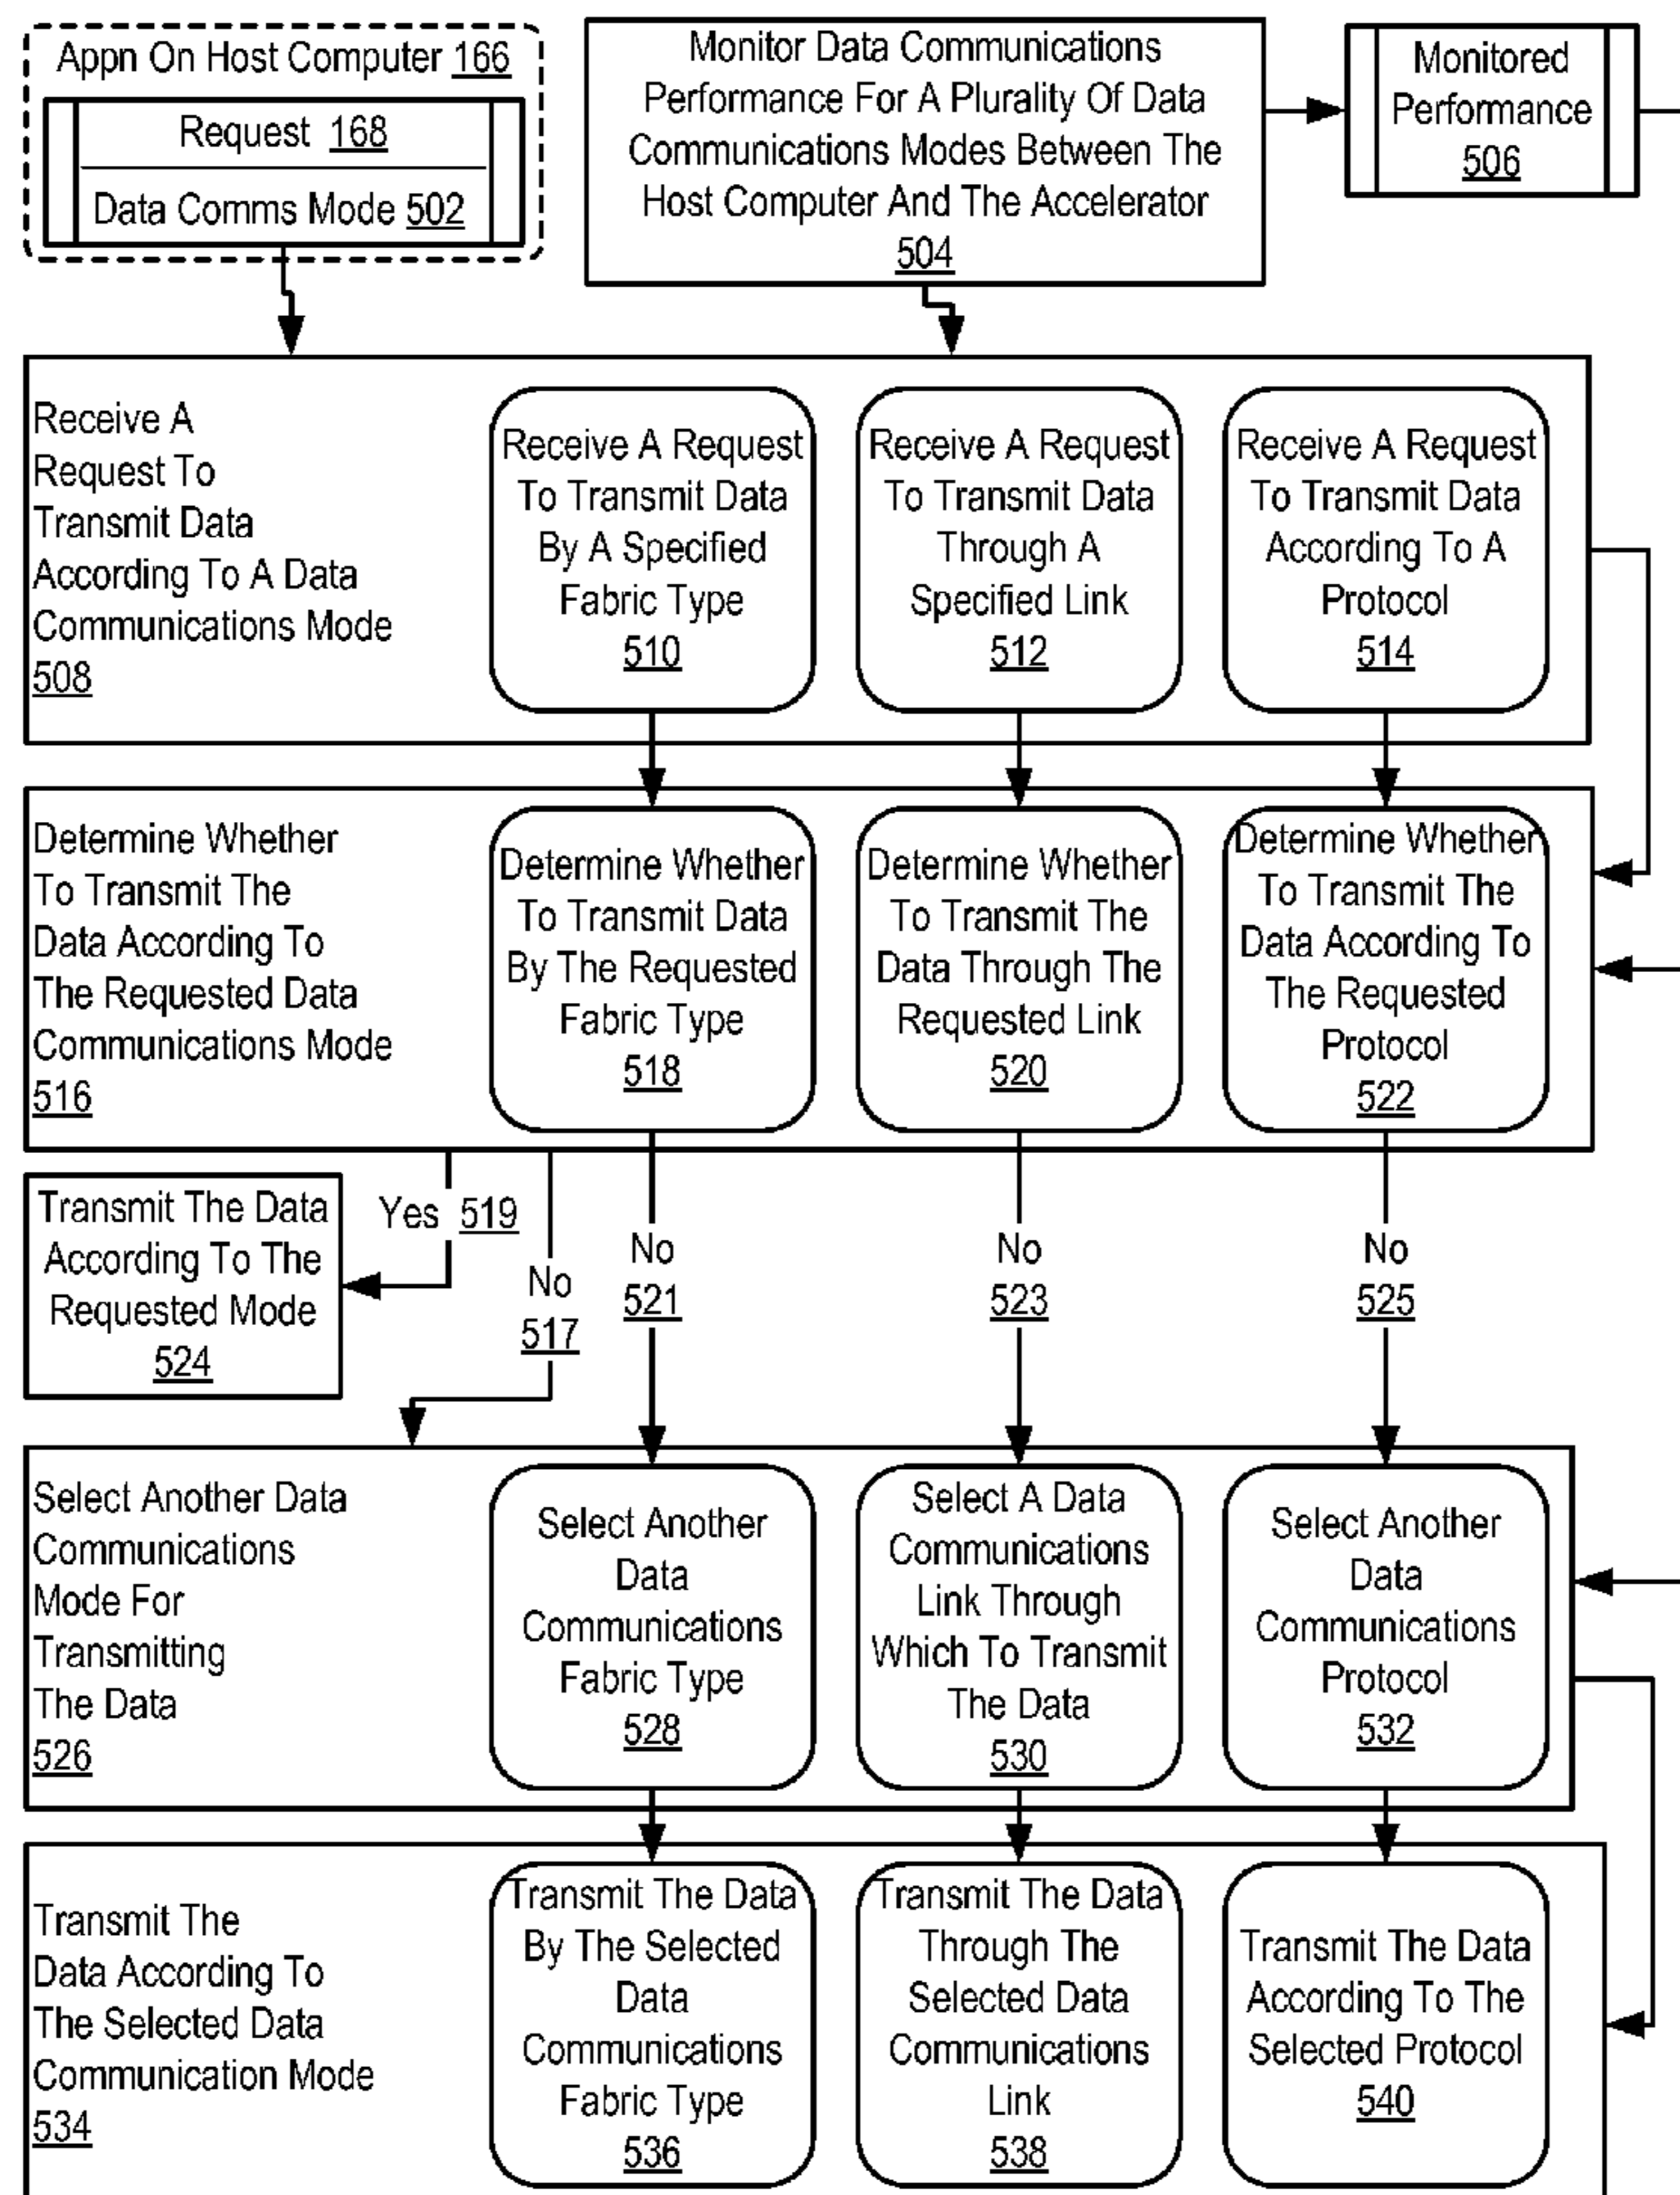 Appn On Host Computer 166
Request 168
Data Comms Mode 502
Monitor Data Communications
Performance For A Plurality Of Data
Communications Modes Between The
Host Computer And The Accelerator
504
Monitored
Performance
506
Receive A
Request To
Transmit Data
According To A Data
Communications Mode
508
Receive A Request
To Transmit Data
By A Specified
Fabric Type
510
Receive A Request
To Transmit Data
Through A
Specified Link
512
Receive A Request
To Transmit Data
According To A
Protocol
514
Determine Whether
To Transmit The
Data According To
The Requested Data
Communications Mode
516
Determine Whether
To Transmit Data
By The Requested
Fabric Type
518
Determine Whether
To Transmit The
Data Through The
Requested Link
520
Determine Whether
To Transmit The
Data According To
The Requested
Protocol
522
Transmit The Data
According To The
Requested Mode
524
Yes 519
No
517
No
521
No
523
No
525
Select Another Data
Communications
Mode For
Transmitting
The Data
526
Select Another
Data
Communications
Fabric Type
528
Select A Data
Communications
Link Through
Which To Transmit
The Data
530
Select Another
Data
Communications
Protocol
532
Transmit The
Data According To
The Selected Data
Communication Mode
534
Transmit The Data
By The Selected
Data
Communications
Fabric Type
536
Transmit The Data
Through The
Selected Data
Communications
Link
538
Transmit The Data
According To The
Selected Protocol
540